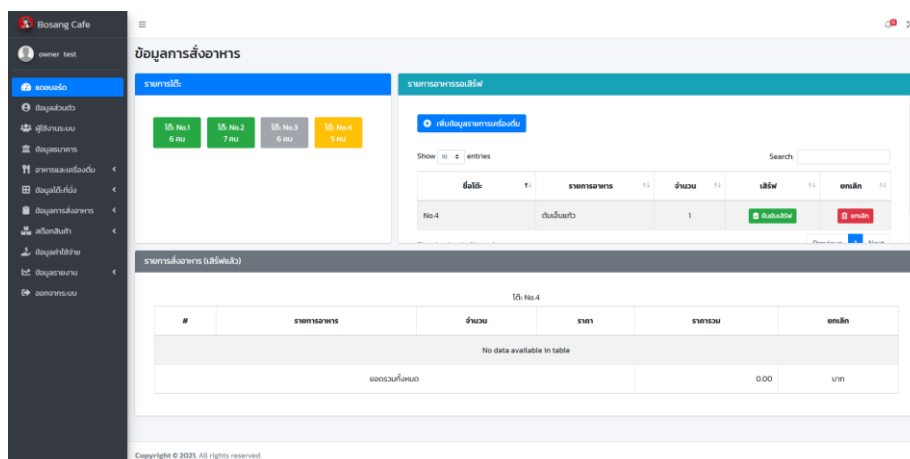 Bosang Cafe
owner test
แดชบอร์ด
ข้อมูลส่วนตัว
ผู้ใช้งานระบบ
ข้อมูลธนาคาร
อาหารและเครื่องดื่ม
ข้อมูลโต๊ะที่นั่ง
ข้อมูลการสั่งอาหาร
สต็อกสินค้า
ข้อมูลค่าใช้จ่าย
ข้อมูลรายงาน
ออกจากระบบ
ข้อมูลการสั่งอาหาร
รายการโต๊ะ
โต๊ะ No.1
6 คน
โต๊ะ No.2
7 คน
โต๊ะ No.3
6 คน
โต๊ะ No.4
5 คน
รายการอาหารรอเสิร์ฟ
เพิ่มข้อมูลรายการเครื่องดื่ม
Show 10 entries
Search:
ชื่อโต๊ะ รายการอาหาร จำนวน เสิร์ฟ ยกเลิก
No.4 ต้มเอ็นแก้ว 1 ยืนยันเสิร์ฟ ยกเลิก
Previous 1 Next
รายการสั่งอาหาร (เสิร์ฟแล้ว)
โต๊ะ No.4
# รายการอาหาร จำนวน ราคา ราคารวม ยกเลิก
No data available in table
ยอดรวมทั้งหมด 0.00 บาท
Copyright © 2021. All rights reserved.